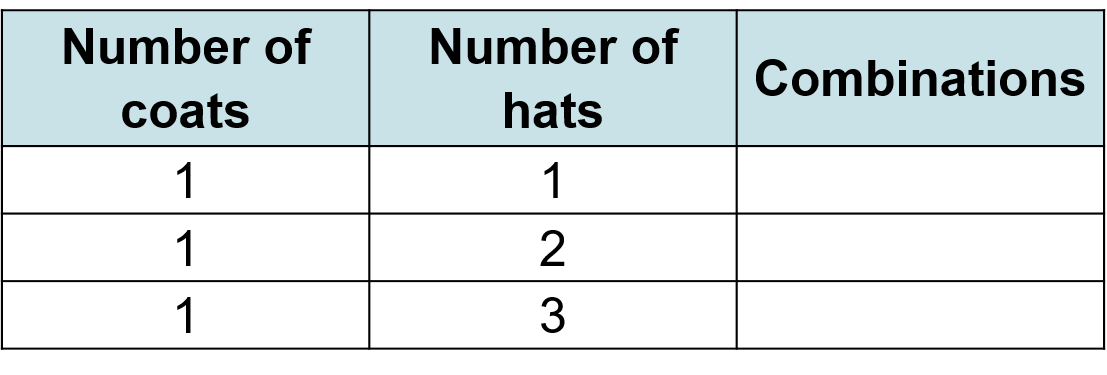 Number of coats
Number of hats
Combinations
1 1
1 2
1 3